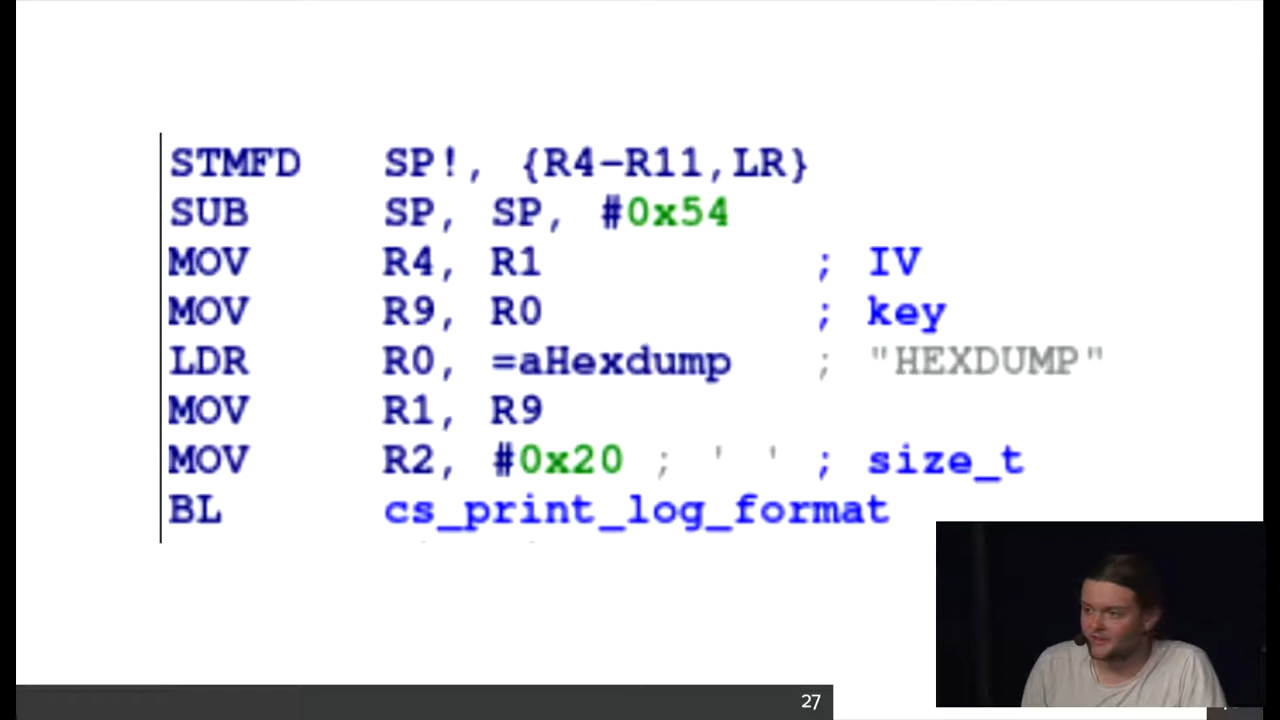 STMFD SP!, {R4-R11,LR}
SUB SP, SP, #0x54
MOV R4, R1 ; IV
MOV R9, R0 ; key
LDR R0, =aHexdump ; "HEXDUMP"
MOV R1, R9
MOV R2, #0x20 ; ' ' ; size_t
BL cs_print_log_format
27